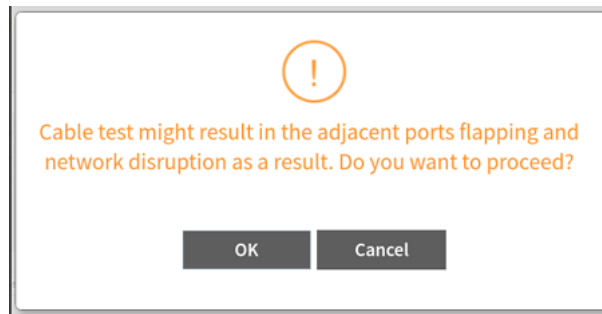 !
Cable test might result in the adjacent ports flapping and
network disruption as a result. Do you want to proceed?
OK
Cancel